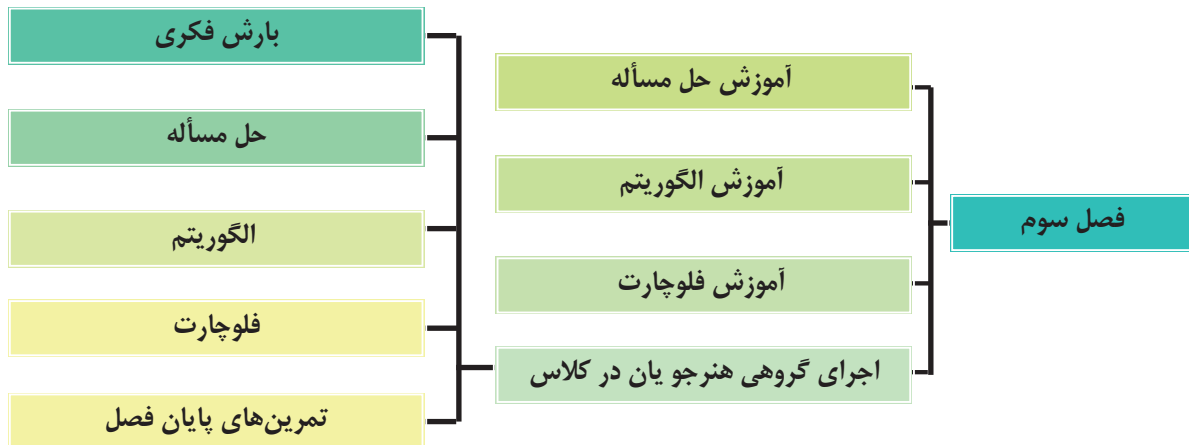 فصل سوم
آموزش حل مسأله
آموزش الگوریتم
آموزش فلوچارت
اجرای گروهی هنرجو یان در کلاس
بارش فکری
حل مسأله
الگوریتم
فلوچارت
تمرین‌های پایان فصل